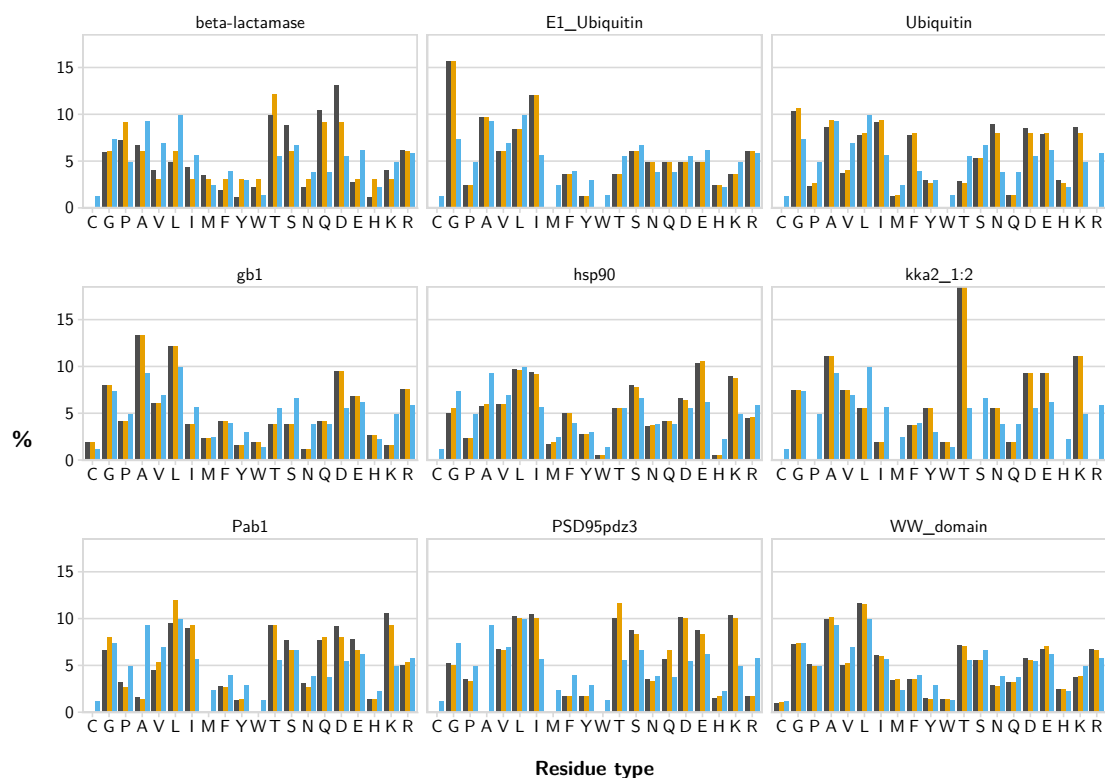 beta-lactamase E1_Ubiquitin Ubiquitin
15
10
5
0
C G P A V L I M F Y W T S N Q D E H K R C G P A V L I M F Y W T S N Q D E H K R C G P A V L I M F Y W T S N Q D E H K R
gb1 hsp90 kka2_1:2
15
10
5
0
C G P A V L I M F Y W T S N Q D E H K R C G P A V L I M F Y W T S N Q D E H K R C G P A V L I M F Y W T S N Q D E H K R
%
Pab1 PSD95pdz3 WW_domain
15
10
5
0
C G P A V L I M F Y W T S N Q D E H K R C G P A V L I M F Y W T S N Q D E H K R C G P A V L I M F Y W T S N Q D E H K R
Residue type